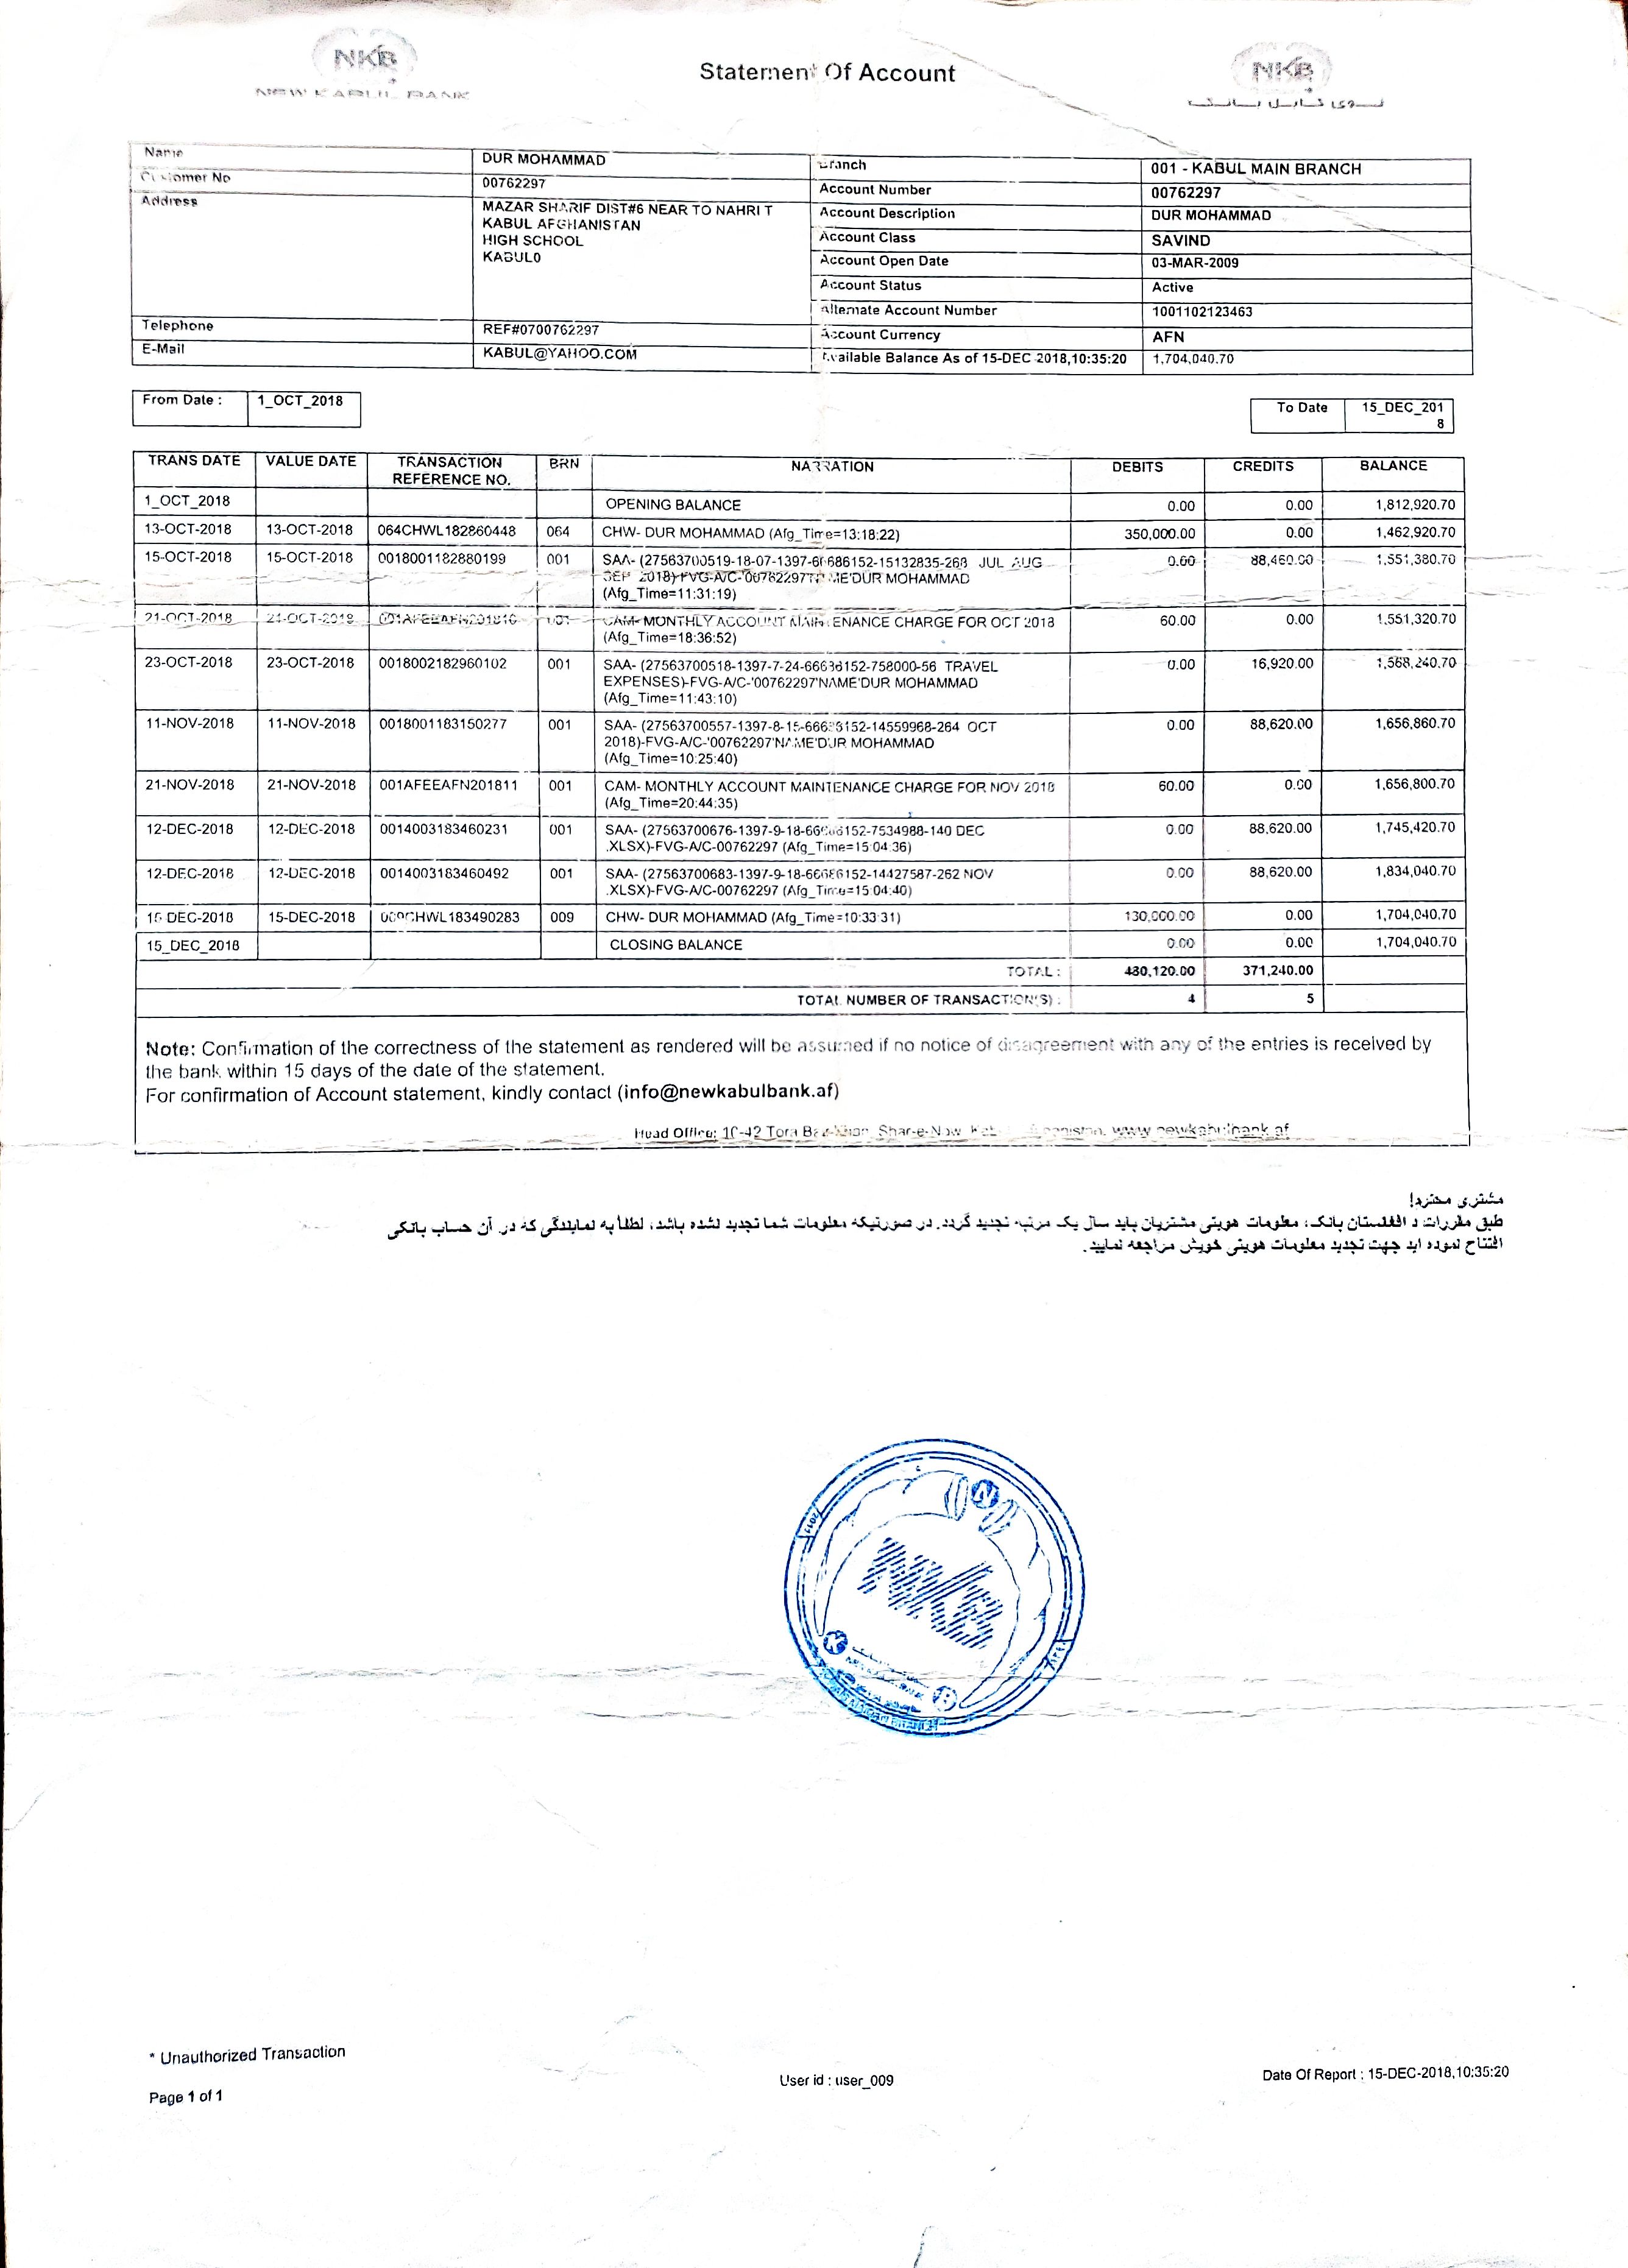 NKB
NEW KABUL BANK
Statement Of Account
NKB
نوی کابل بانک
Name DUR MOHAMMAD Branch 001 - KABUL MAIN BRANCH
Customer No 00762297 Account Number 00762297
Address MAZAR SHARIF DIST#6 NEAR TO NAHRI T Account Description DUR MOHAMMAD
KABUL AFGHANISTAN Account Class SAVIND
HIGH SCHOOL Account Open Date 03-MAR-2009
KABUL0 Account Status Active
Alternate Account Number 1001102123463
Telephone REF#0700762297 Account Currency AFN
E-Mail KABUL@YAHOO.COM Available Balance As of 15-DEC-2018,10:35:20 1,704,040.70
From Date : 1_OCT_2018 To Date 15_DEC_201
8
TRANS DATE VALUE DATE TRANSACTION BRN NARRATION DEBITS CREDITS BALANCE
REFERENCE NO.
1_OCT_2018 OPENING BALANCE 0.00 0.00 1,812,920.70
13-OCT-2018 13-OCT-2018 064CHWL182860448 064 CHW- DUR MOHAMMAD (Afg_Time=13:18:22) 350,000.00 0.00 1,462,920.70
15-OCT-2018 15-OCT-2018 0018001182880199 001 SAA- JUL AUG 0.00 88,460.00 1,551,380.70
SEP 2018)-FVG-A/C-'00762297 DUR MOHAMMAD
(Afg_Time=11:31:19)
21-OCT-2018 21-OCT-2018 001AFEEAFN201810 001 CAM- MONTHLY ACCOUNT MAINTENANCE CHARGE FOR OCT 2018 60.00 0.00 1,551,320.70
(Afg_Time=18:36:52)
23-OCT-2018 23-OCT-2018 0018002182960102 001 SAA- (27563700518-1397-7-24-66686152-758000-56 TRAVEL 0.00 16,920.00 1,568,240.70
EXPENSES)-FVG-A/C-'00762297'NAME'DUR MOHAMMAD
(Afg_Time=11:43:10)
11-NOV-2018 11-NOV-2018 0018001183150277 001 SAA- (27563700557-1397-8-15-66686152-14559968-264 OCT 0.00 88,620.00 1,656,860.70
2018)-FVG-A/C-'00762297'NAME'DUR MOHAMMAD
(Afg_Time=10:25:40)
21-NOV-2018 21-NOV-2018 001AFEEAFN201811 001 CAM- MONTHLY ACCOUNT MAINTENANCE CHARGE FOR NOV 2018 60.00 0.00 1,656,800.70
(Afg_Time=20:44:35)
12-DEC-2018 12-DEC-2018 0014003183460231 001 SAA- (27563700676-1397-9-18-66686152-7534988-140 DEC 0.00 88,620.00 1,745,420.70
.XLSX)-FVG-A/C-00762297 (Afg_Time=15:04:36)
12-DEC-2018 12-DEC-2018 0014003183460492 001 SAA- (27563700683-1397-9-18-66686152-14427587-262 NOV 0.00 88,620.00 1,834,040.70
.XLSX)-FVG-A/C-00762297 (Afg_Time=15:04:40)
15-DEC-2018 15-DEC-2018 009CHWL183490283 009 CHW- DUR MOHAMMAD (Afg_Time=10:33:31) 130,000.00 0.00 1,704,040.70
15_DEC_2018 CLOSING BALANCE 0.00 0.00 1,704,040.70
TOTAL : 480,120.00 371,240.00
TOTAL NUMBER OF TRANSACTION(S) : 4 5
Note: Confirmation of the correctness of the statement as rendered will be assumed if no notice of disagreement with any of the entries is received by
the bank within 15 days of the date of the statement.
For confirmation of Account statement, kindly contact (info@newkabulbank.af)
Head Office: 10-42 Tora Baz Khan, Shar-e-Now, Kabul Afghanistan, www.newkabulbank.af
مشتری محترم!
طبق مقررات د افغانستان بانک، معلومات هویتی مشتریان باید سال یک مرتبه تجدید گردد. در صورتیکه معلومات شما تجدید نشده باشد، لطفاً به نمایندگی که در آن حساب بانکی
افتتاح نموده اید جهت تجدید معلومات هویتی خویش مراجعه نمایید.
NKB
* Unauthorized Transaction
User id : user_009
Date Of Report : 15-DEC-2018,10:35:20
Page 1 of 1